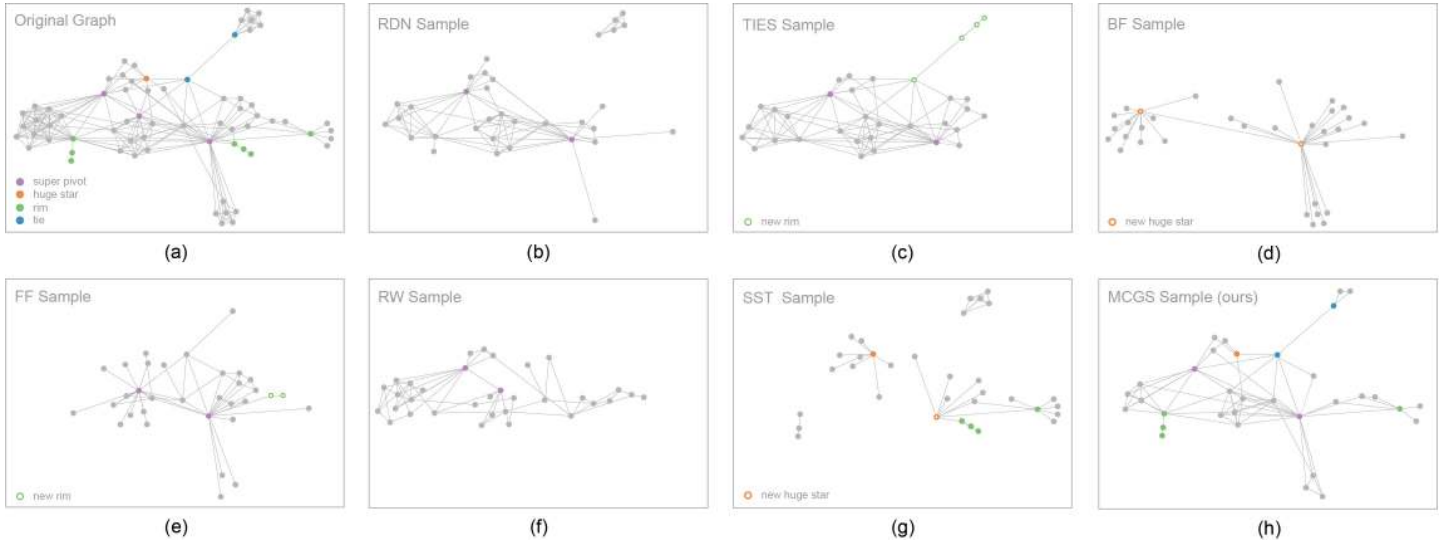 Original Graph
super pivot
huge star
rim
tie
(a)
RDN Sample
(b)
TIES Sample
new rim
(c)
BF Sample
new huge star
(d)
FF Sample
new rim
(e)
RW Sample
(f)
SST Sample
new huge star
(g)
MCGS Sample (ours)
(h)